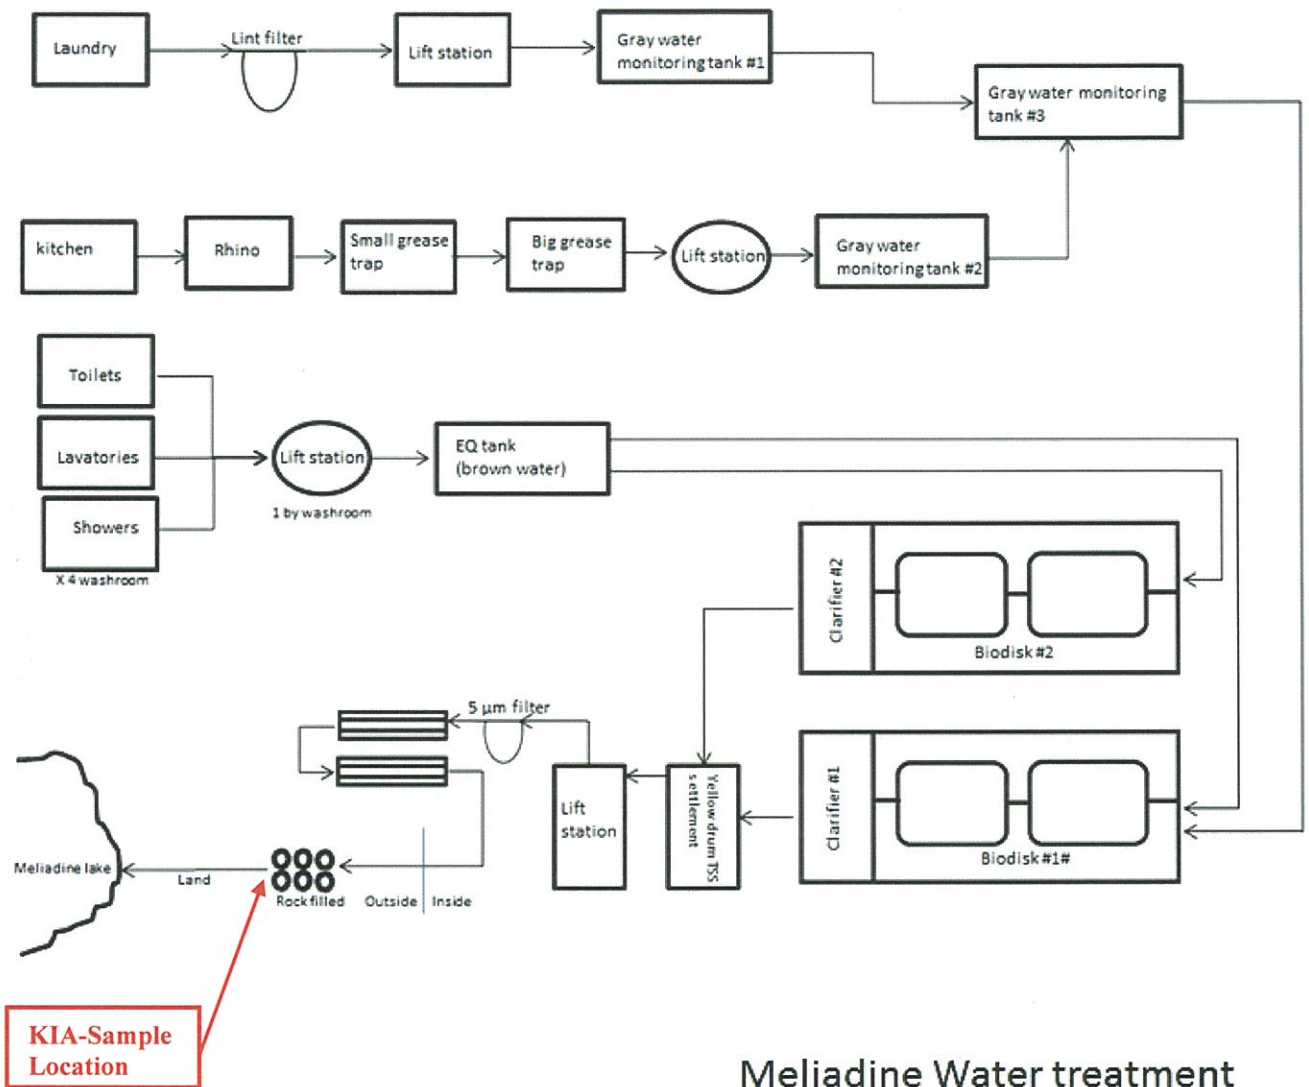 Laundry
Lint filter
Lift station
Gray water
monitoring tank #1
Gray water monitoring
tank #3
kitchen
Rhino
Small grease
trap
Big grease
trap
Lift station
Gray water
monitoring tank #2
Toilets
Lavatories
Showers
X 4 washroom
Lift station
1 by washroom
EQ tank
(brown water)
Clarifier #2
Biodisk #2
Clarifier #1
Biodisk #1#
Yellow drum TSS
settlement
Lift
station
5 µm filter
Meliadine lake
Land
Rock filled
Outside
Inside
KIA-Sample
Location
Meliadine Water treatment